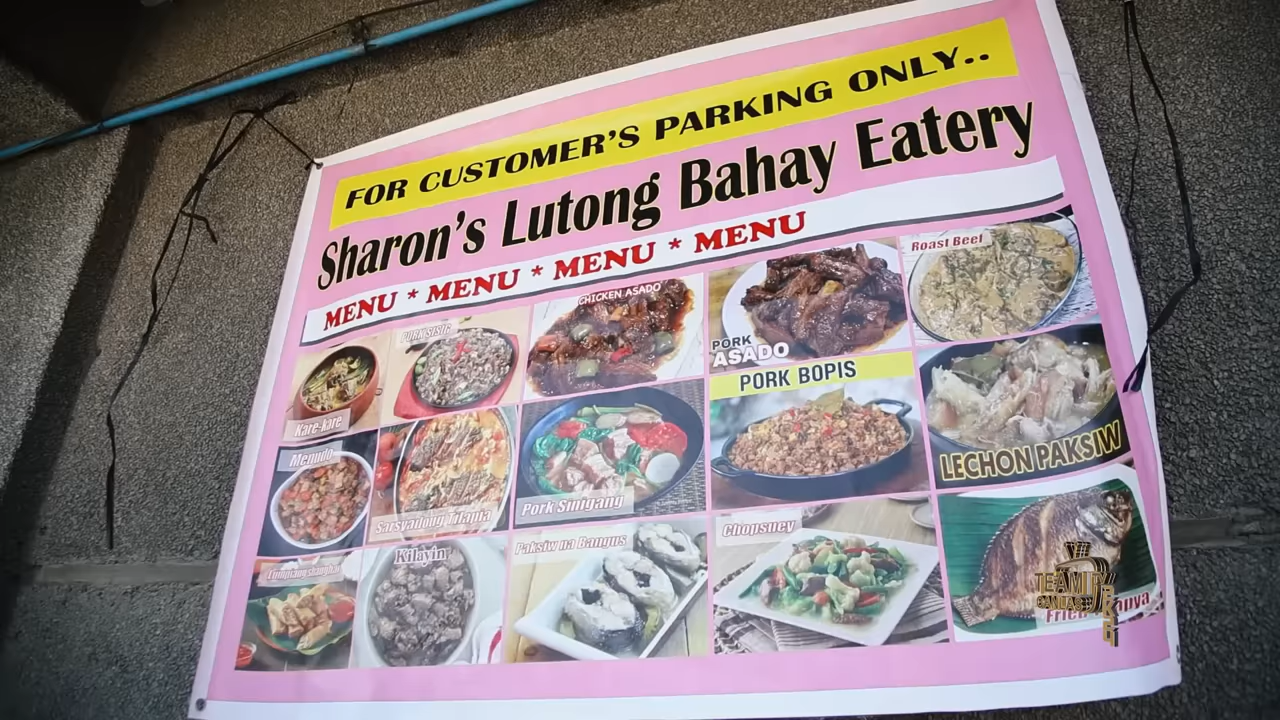 FOR CUSTOMER'S PARKING ONLY..
Sharon's Lutong Bahay Eatery
MENU * MENU * MENU * MENU
Kare-kare
PORK SISIG
CHICKEN ASADO
PORK ASADO
Roast Beef
Menudo
Sarsyadong Tilapia
Pork Sinigang
PORK BOPIS
LECHON PAKSIW
Lumpiang shanghai
Kilayin
Paksiw na Bangus
Chopsuey
Fried
TEAM